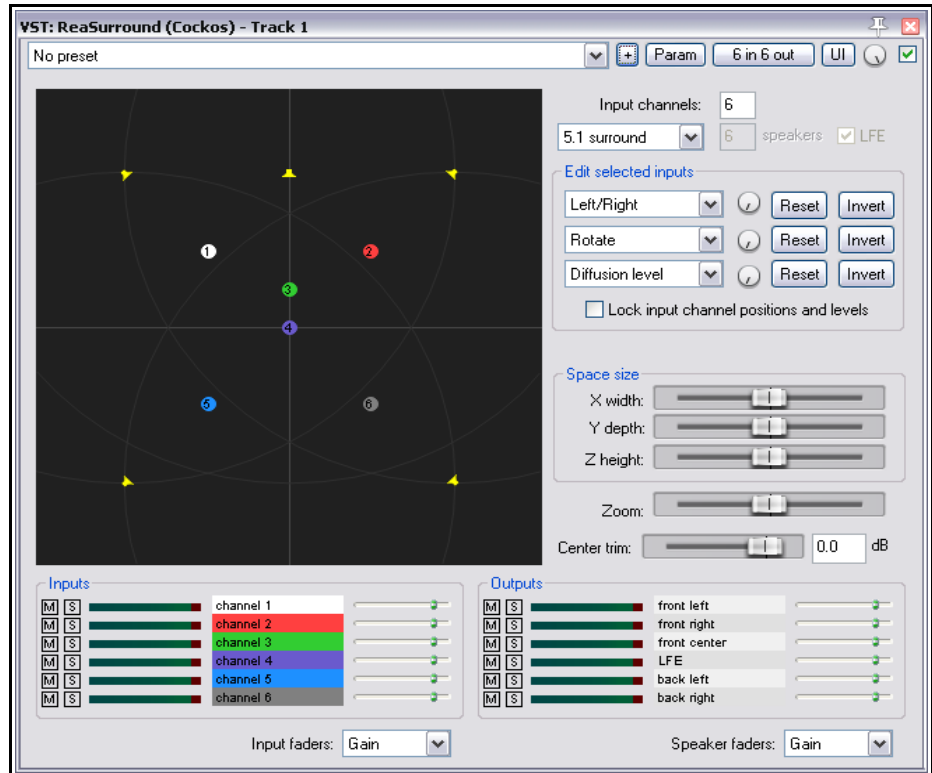 VST: ReaSurround (Cockos) - Track 1
No preset + Param 6 in 6 out UI
Input channels: 6
5.1 surround 6 speakers LFE
Edit selected inputs
Left/Right Reset Invert
Rotate Reset Invert
Diffusion level Reset Invert
Lock input channel positions and levels
1
2
3
4
5
6
Space size
X width:
Y depth:
Z height:
Zoom:
Center trim: 0.0 dB
Inputs
M S channel 1
M S channel 2
M S channel 3
M S channel 4
M S channel 5
M S channel 6
Input faders: Gain
Outputs
M S front left
M S front right
M S front center
M S LFE
M S back left
M S back right
Speaker faders: Gain